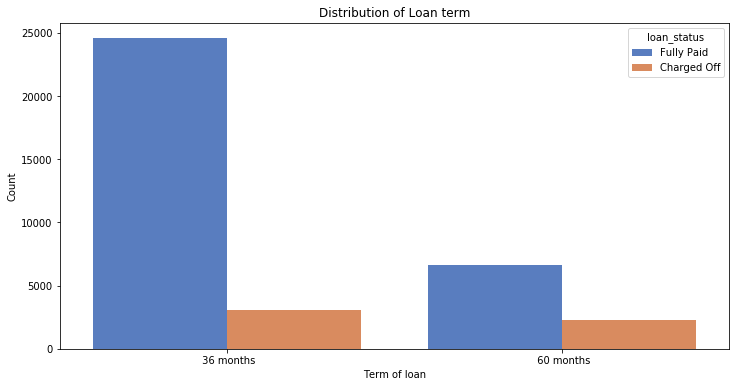 Distribution of Loan term
loan_status
Fully Paid
Charged Off
25000
20000
15000
10000
5000
0
Count
36 months
60 months
Term of loan